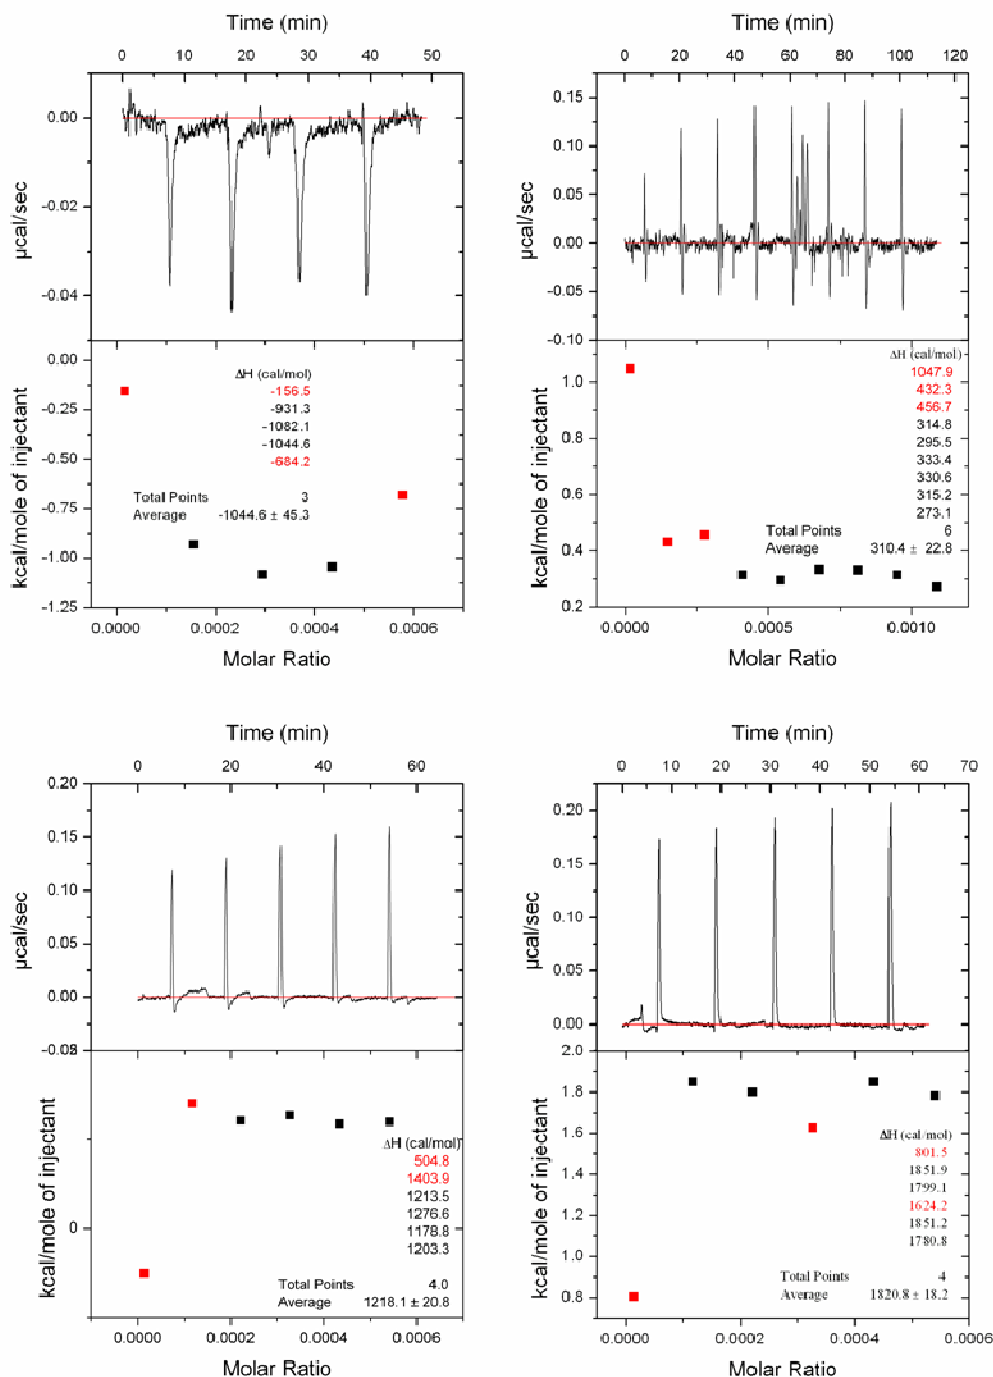 Time (min)
0 10 20 30 40 50
0.00
-0.02
-0.04
µcal/sec
0.00
-0.25
-0.50
-0.75
-1.00
-1.25
kcal/mole of injectant
ΔH (cal/mol)
-156.5
-931.3
-1082.1
-1044.6
-684.2
Total Points 3
Average -1044.6 ± 45.3
0.0000 0.0002 0.0004 0.0006
Molar Ratio
Time (min)
0 20 40 60 80 100 120
0.15
0.10
0.05
0.00
-0.05
-0.10
µcal/sec
1.0
0.8
0.6
0.4
0.2
kcal/mole of injectant
ΔH (cal/mol)
1047.9
432.3
456.7
314.8
295.5
333.4
330.6
315.2
273.1
Total Points 6
Average 310.4 ± 22.8
0.0000 0.0005 0.0010
Molar Ratio
Time (min)
0 20 40 60
0.20
0.15
0.10
0.05
0.00
µcal/sec
0
kcal/mole of injectant
ΔH (cal/mol)
504.8
1403.9
1213.5
1276.6
1178.8
1203.3
Total Points 4.0
Average 1218.1 ± 20.8
0.0000 0.0002 0.0004 0.0006
Molar Ratio
Time (min)
0 10 20 30 40 50 60 70
0.20
0.15
0.10
0.05
0.00
µcal/sec
2.0
1.8
1.6
1.4
1.2
1.0
0.8
kcal/mole of injectant
ΔH (cal/mol)
801.5
1851.9
1799.1
1624.2
1851.2
1780.8
Total Points 4
Average 1820.8 ± 18.2
0.0000 0.0002 0.0004 0.0006
Molar Ratio